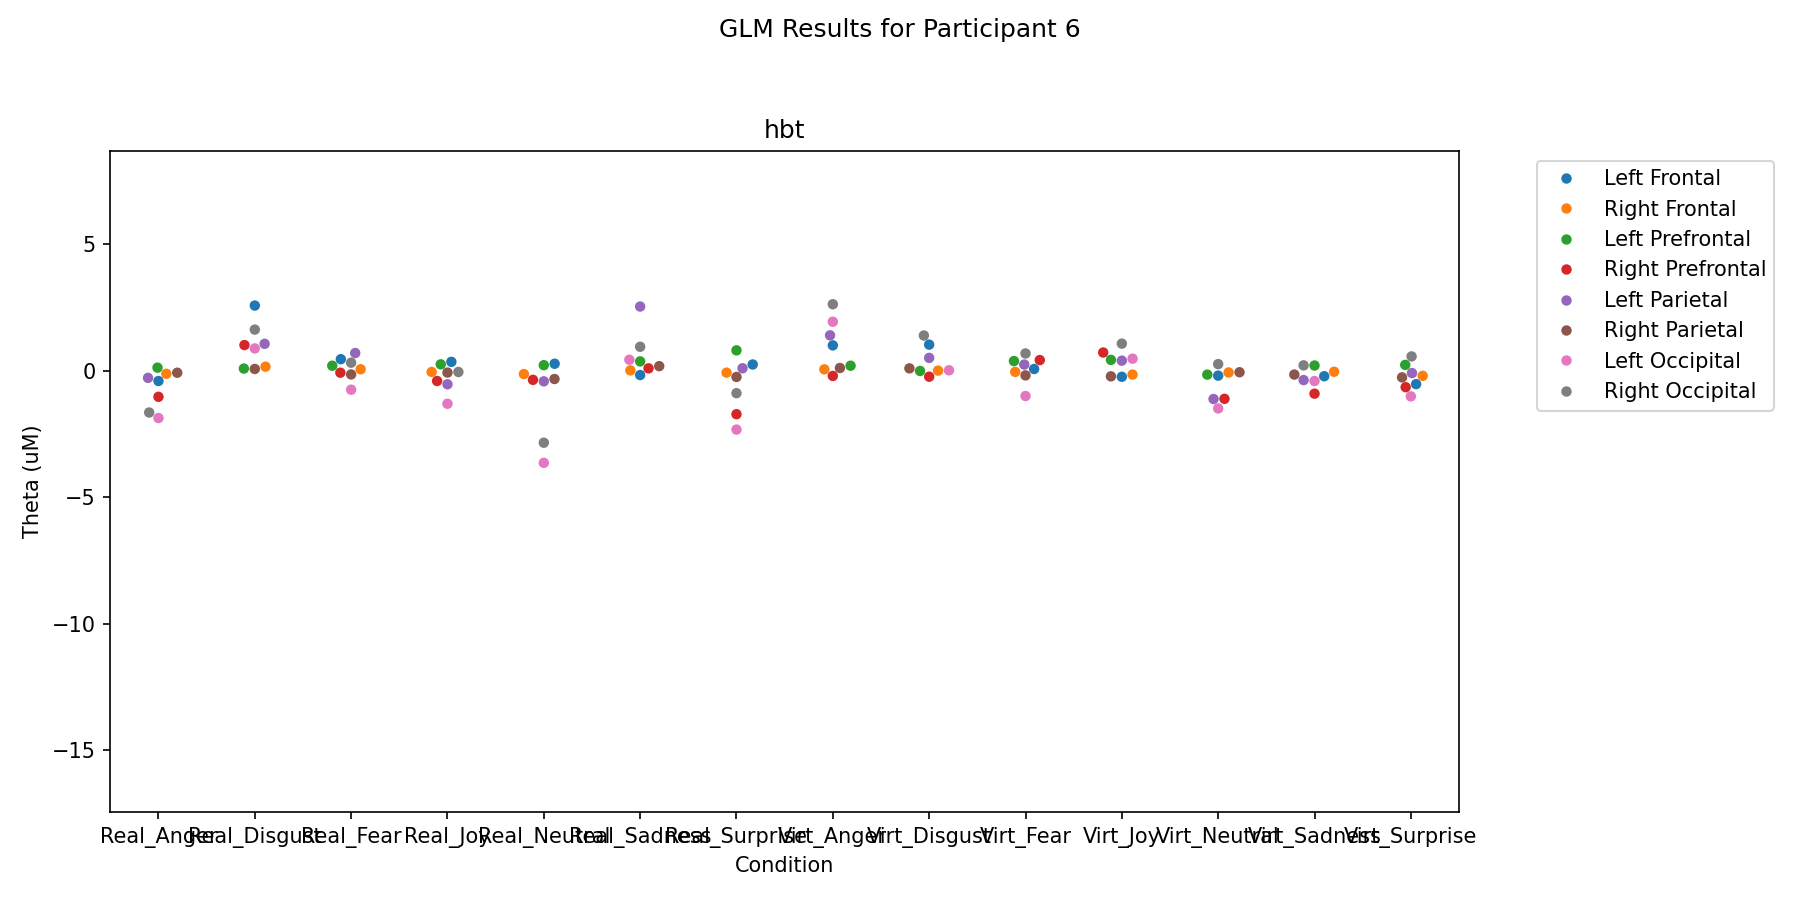 GLM Results for Participant 6
hbt
Left Frontal
Right Frontal
Left Prefrontal
Right Prefrontal
Left Parietal
Right Parietal
Left Occipital
Right Occipital
5
0
−5
−10
−15
Theta (uM)
Real_Anger Real_Disgust Real_Fear Real_Joy Real_Neutral Real_Sadness Real_Surprise Virt_Anger Virt_Disgust Virt_Fear Virt_Joy Virt_Neutral Virt_Sadness Virt_Surprise
Condition